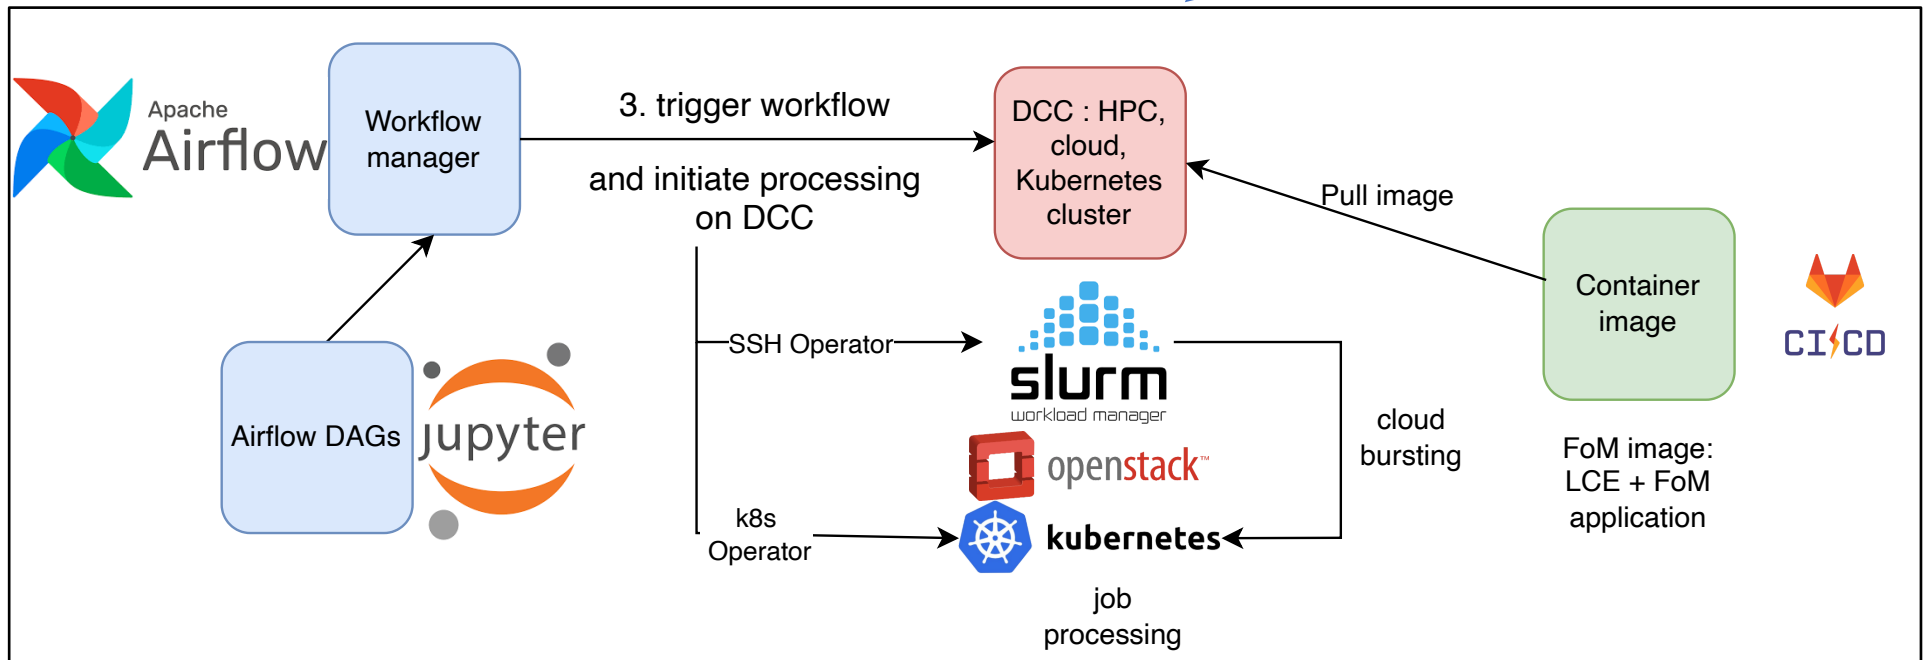 Apache
Airflow
Workflow
manager
3. trigger workflow
and initiate processing
on DCC
DCC : HPC,
cloud,
Kubernetes
cluster
Pull image
Container
image
CI/CD
FoM image:
LCE + FoM
application
Airflow DAGs
jupyter
SSH Operator
slurm
workload manager
openstack™
cloud
bursting
k8s
Operator
kubernetes
job
processing